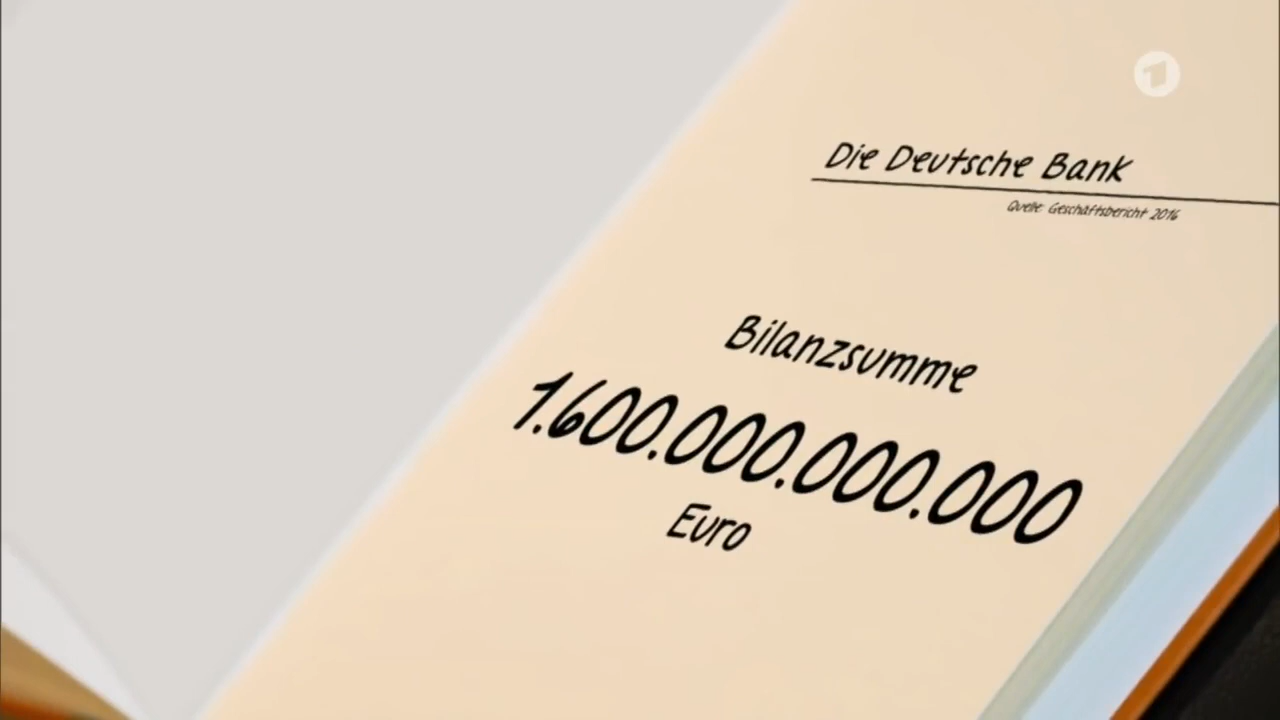 Die Deutsche Bank
Quelle: Geschäftsbericht 2016
Bilanzsumme
1.600.000.000.000
Euro